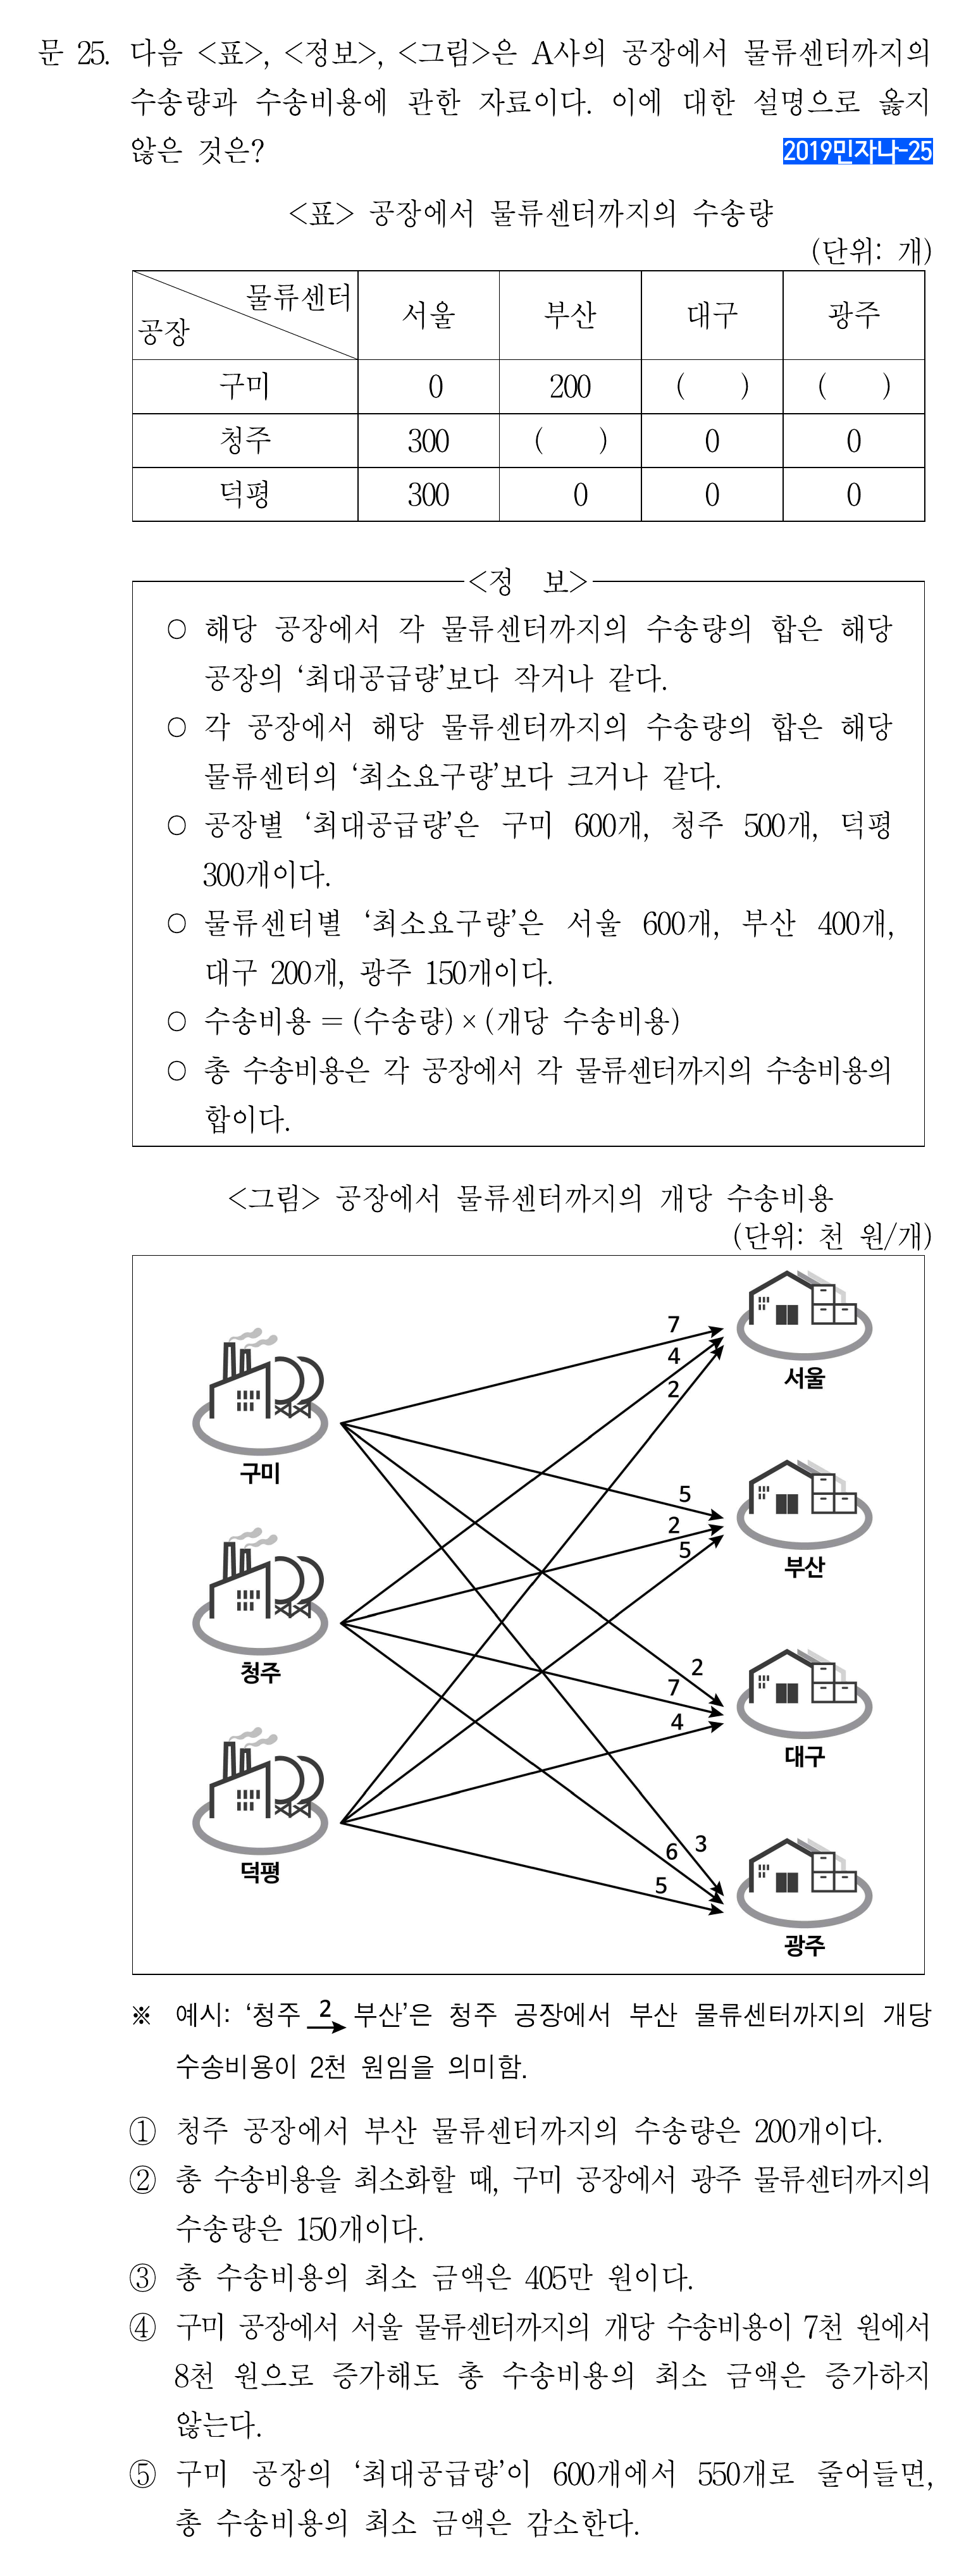 문 25. 다음 <표>, <정보>, <그림>은 A사의 공장에서 물류센터까지의
수송량과 수송비용에 관한 자료이다. 이에 대한 설명으로 옳지
않은 것은?
2019민자나-25
<표> 공장에서 물류센터까지의 수송량
(단위: 개)
물류센터
공장
서울 부산 대구 광주
구미 0 200 ( ) ( )
청주 300 ( ) 0 0
덕평 300 0 0 0
<정 보>
○ 해당 공장에서 각 물류센터까지의 수송량의 합은 해당
공장의 ‘최대공급량’보다 작거나 같다.
○ 각 공장에서 해당 물류센터까지의 수송량의 합은 해당
물류센터의 ‘최소요구량’보다 크거나 같다.
○ 공장별 ‘최대공급량’은 구미 600개, 청주 500개, 덕평
300개이다.
○ 물류센터별 ‘최소요구량’은 서울 600개, 부산 400개,
대구 200개, 광주 150개이다.
○ 수송비용 = (수송량) × (개당 수송비용)
○ 총 수송비용은 각 공장에서 각 물류센터까지의 수송비용의
합이다.
<그림> 공장에서 물류센터까지의 개당 수송비용
(단위: 천 원/개)
7
4
2
서울
구미
5
2
5
부산
청주
2
7
4
대구
덕평
3
6
5
광주
※ 예시: ‘청주 2→ 부산’은 청주 공장에서 부산 물류센터까지의 개당
수송비용이 2천 원임을 의미함.
① 청주 공장에서 부산 물류센터까지의 수송량은 200개이다.
② 총 수송비용을 최소화할 때, 구미 공장에서 광주 물류센터까지의
수송량은 150개이다.
③ 총 수송비용의 최소 금액은 405만 원이다.
④ 구미 공장에서 서울 물류센터까지의 개당 수송비용이 7천 원에서
8천 원으로 증가해도 총 수송비용의 최소 금액은 증가하지
않는다.
⑤ 구미 공장의 ‘최대공급량’이 600개에서 550개로 줄어들면,
총 수송비용의 최소 금액은 감소한다.